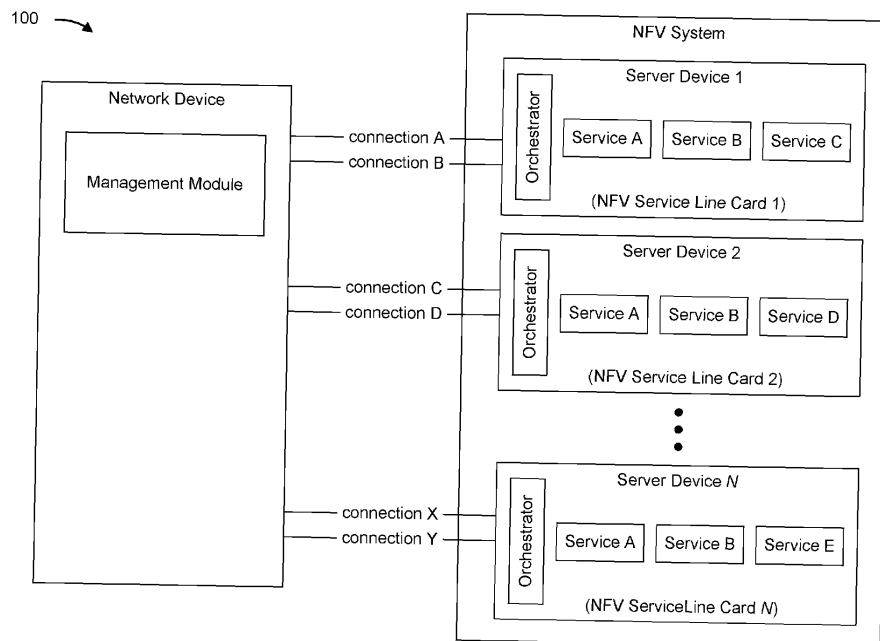 100
NFV System
Network Device
Management Module
connection A
connection B
Server Device 1
Orchestrator
Service A
Service B
Service C
(NFV Service Line Card 1)
connection C
connection D
Server Device 2
Orchestrator
Service A
Service B
Service D
(NFV Service Line Card 2)
connection X
connection Y
Server Device N
Orchestrator
Service A
Service B
Service E
(NFV ServiceLine Card N)